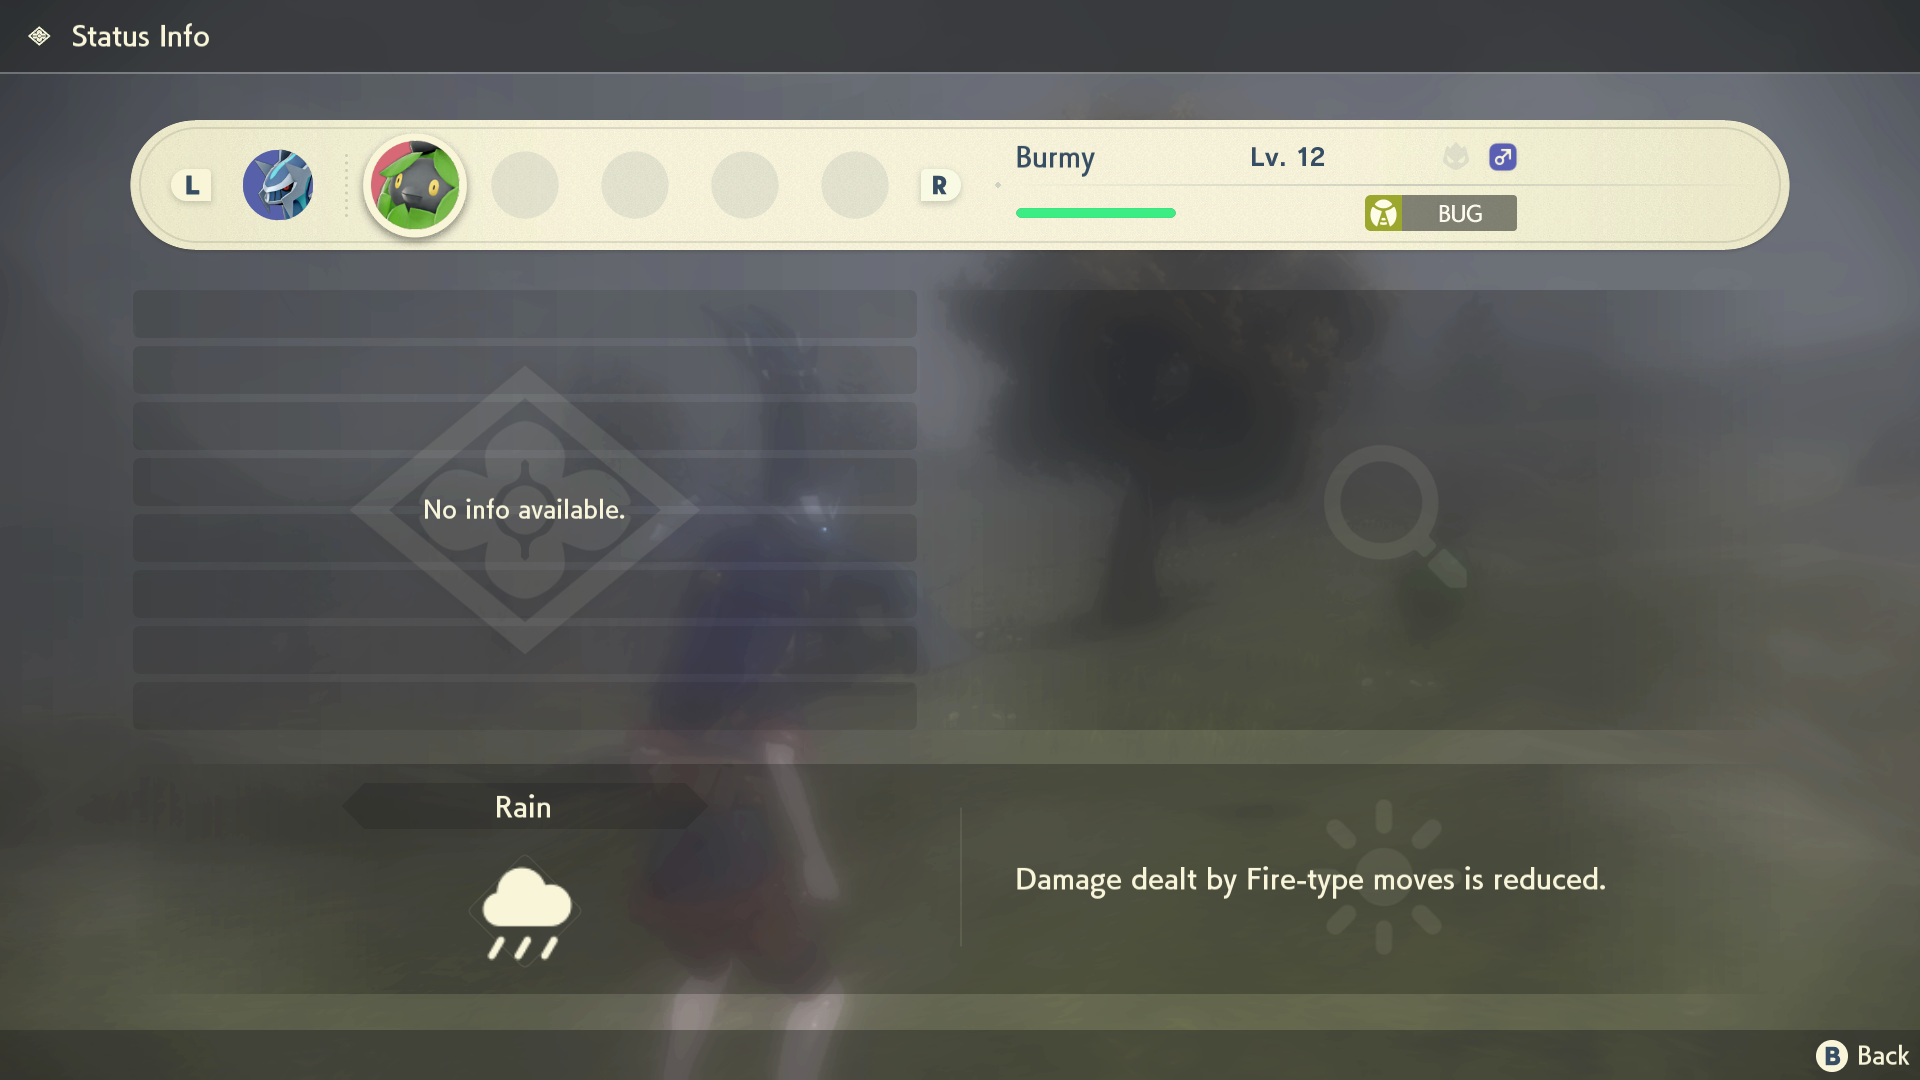 Status Info
L
R
Burmy
Lv. 12
BUG
No info available.
Rain
Damage dealt by Fire-type moves is reduced.
B Back